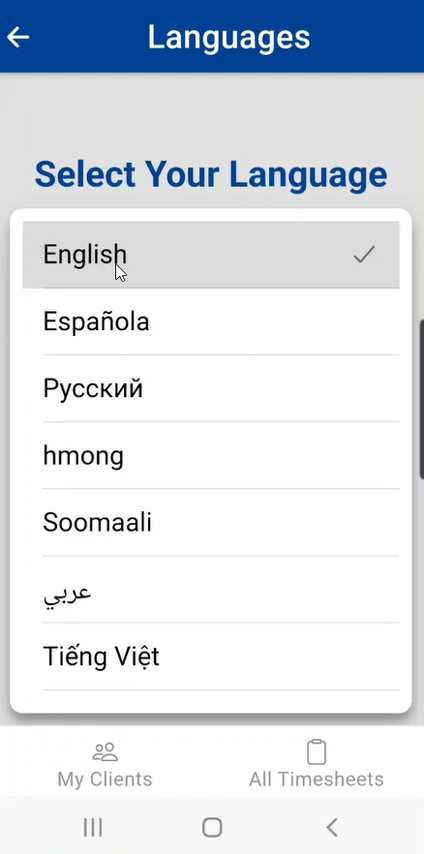 Languages
Select Your Language
English
Española
Русский
hmong
Soomaali
عربي
Tiếng Việt
My Clients
All Timesheets